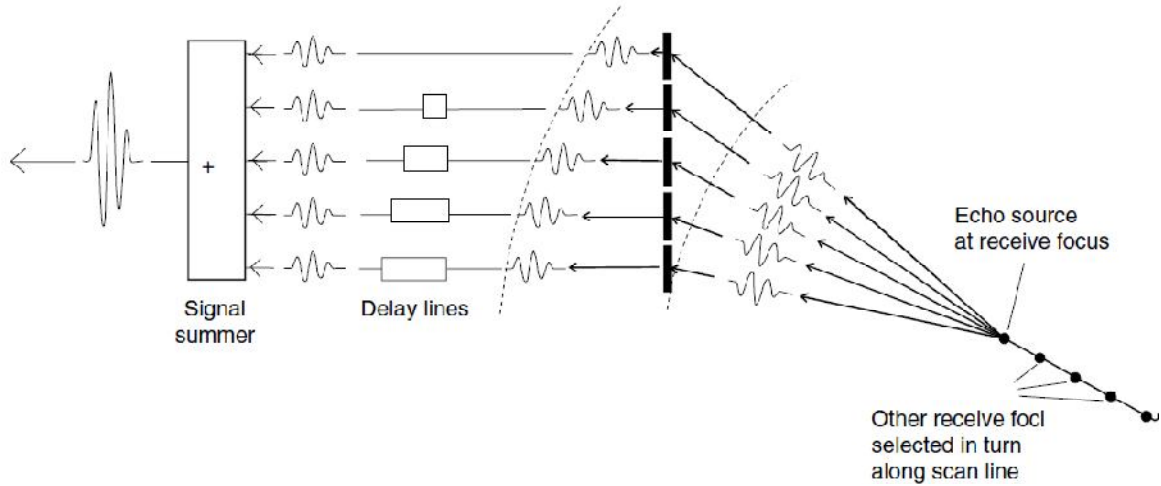 +
Signal
summer
Delay lines
Echo source
at receive focus
Other receive foci
selected in turn
along scan line